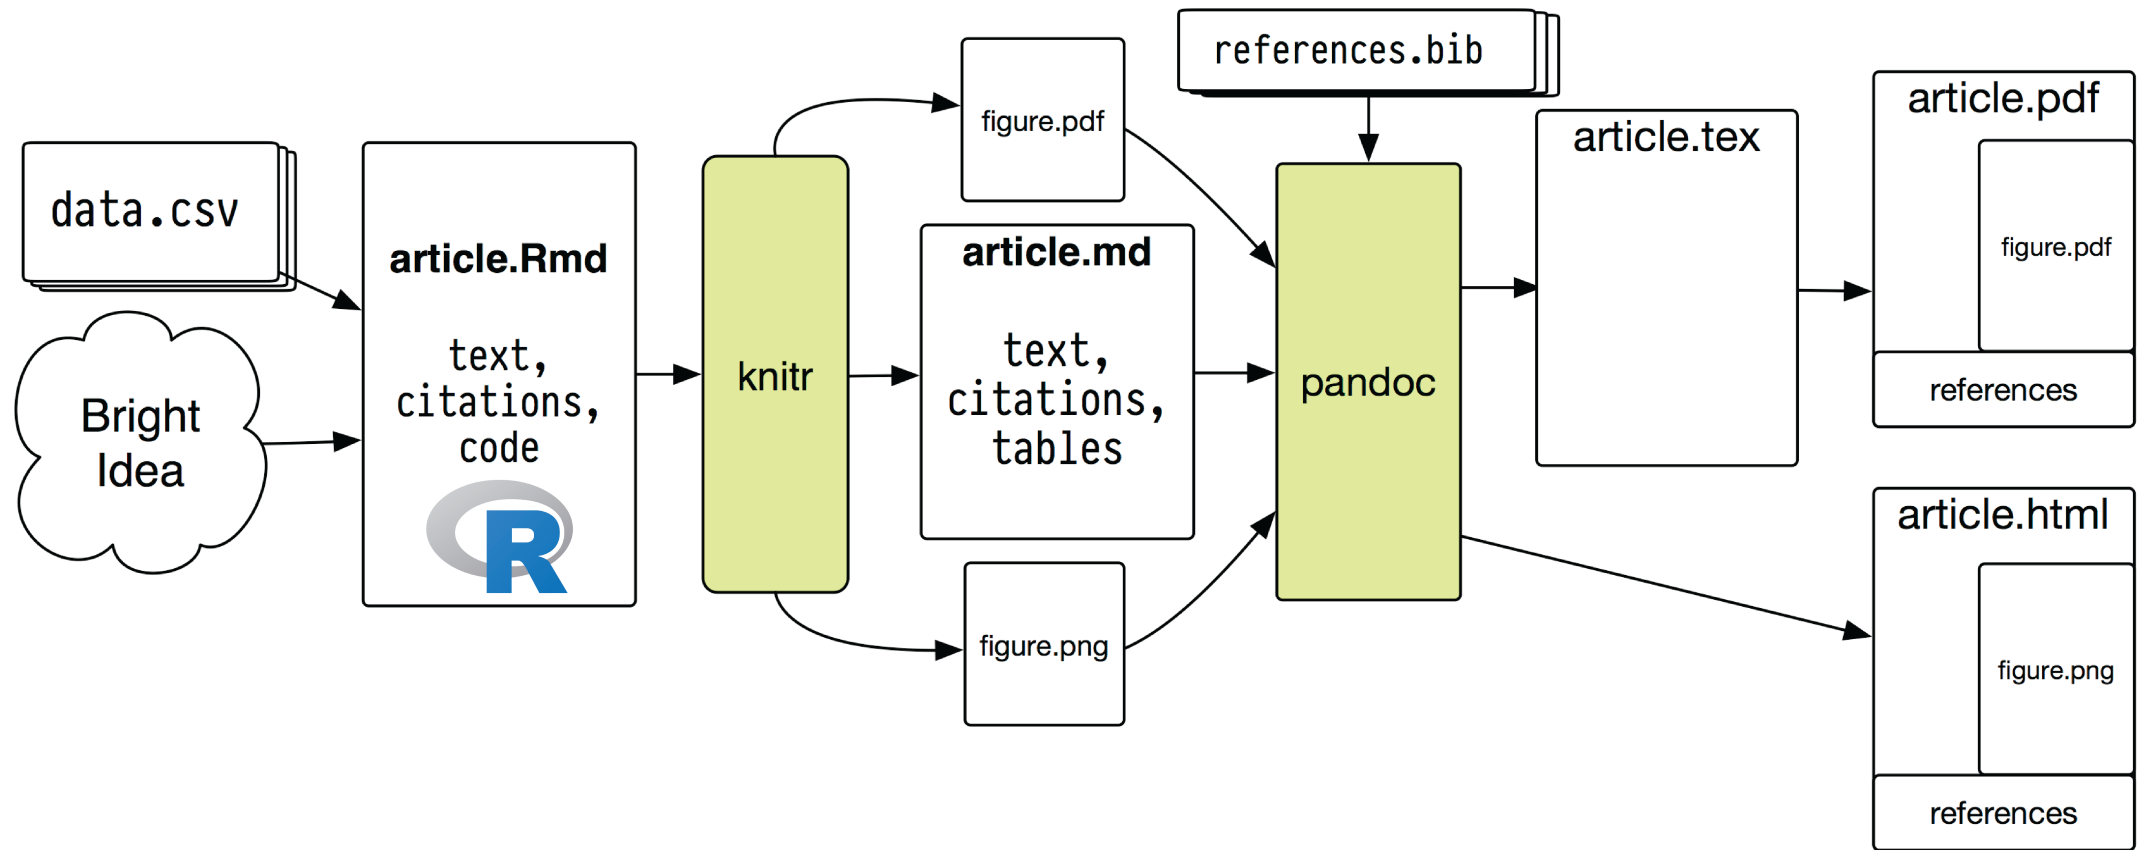 data.csv
Bright
Idea
article.Rmd
text,
citations,
code
R
knitr
figure.pdf
article.md
text,
citations,
tables
figure.png
references.bib
pandoc
article.tex
article.pdf
figure.pdf
references
article.html
figure.png
references